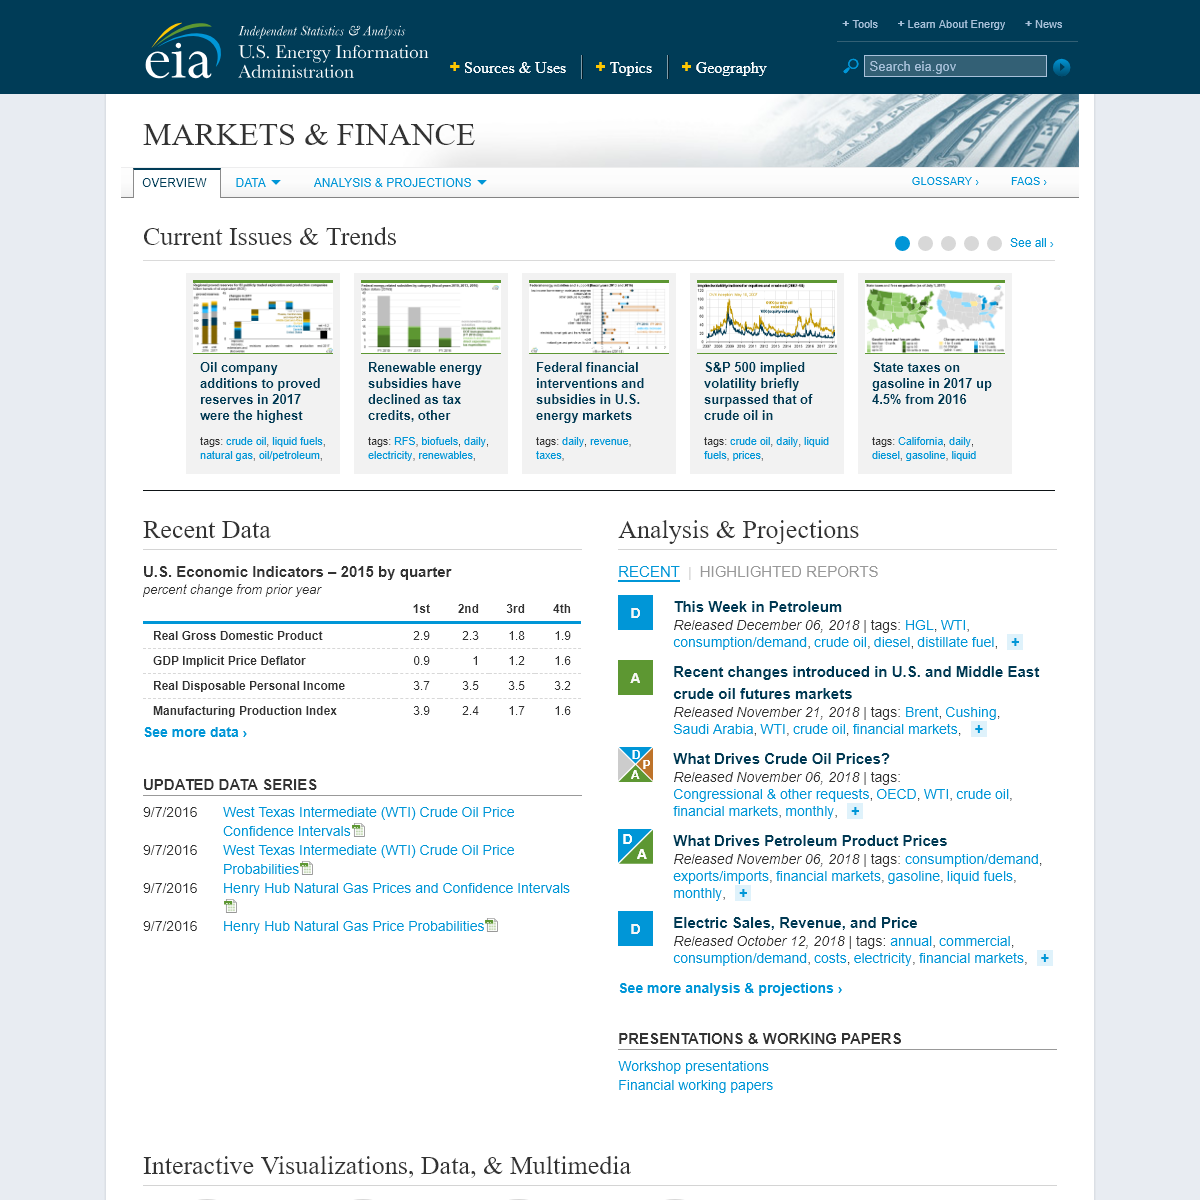 + Tools + Learn About Energy + News
eia
Independent Statistics & Analysis
U.S. Energy Information
Administration
+ Sources & Uses
+ Topics
+ Geography
Search eia.gov
MARKETS & FINANCE
OVERVIEW DATA ANALYSIS & PROJECTIONS GLOSSARY › FAQS ›
Current Issues & Trends
See all ›
Oil company
additions to proved
reserves in 2017
were the highest
tags: crude oil, liquid fuels,
natural gas, oil/petroleum,
Renewable energy
subsidies have
declined as tax
credits, other
tags: RFS, biofuels, daily,
electricity, renewables,
Federal financial
interventions and
subsidies in U.S.
energy markets
tags: daily, revenue,
taxes,
S&P 500 implied
volatility briefly
surpassed that of
crude oil in
tags: crude oil, daily, liquid
fuels, prices,
State taxes on
gasoline in 2017 up
4.5% from 2016
tags: California, daily,
diesel, gasoline, liquid
Recent Data
U.S. Economic Indicators – 2015 by quarter
percent change from prior year
1st 2nd 3rd 4th
Real Gross Domestic Product 2.9 2.3 1.8 1.9
GDP Implicit Price Deflator 0.9 1 1.2 1.6
Real Disposable Personal Income 3.7 3.5 3.5 3.2
Manufacturing Production Index 3.9 2.4 1.7 1.6
See more data ›
UPDATED DATA SERIES
9/7/2016 West Texas Intermediate (WTI) Crude Oil Price
Confidence Intervals
9/7/2016 West Texas Intermediate (WTI) Crude Oil Price
Probabilities
9/7/2016 Henry Hub Natural Gas Prices and Confidence Intervals
9/7/2016 Henry Hub Natural Gas Price Probabilities
Analysis & Projections
RECENT | HIGHLIGHTED REPORTS
D
This Week in Petroleum
Released December 06, 2018 | tags: HGL, WTI,
consumption/demand, crude oil, diesel, distillate fuel, +
A
Recent changes introduced in U.S. and Middle East
crude oil futures markets
Released November 21, 2018 | tags: Brent, Cushing,
Saudi Arabia, WTI, crude oil, financial markets, +
D P A
What Drives Crude Oil Prices?
Released November 06, 2018 | tags:
Congressional & other requests, OECD, WTI, crude oil,
financial markets, monthly, +
D A
What Drives Petroleum Product Prices
Released November 06, 2018 | tags: consumption/demand,
exports/imports, financial markets, gasoline, liquid fuels,
monthly, +
D
Electric Sales, Revenue, and Price
Released October 12, 2018 | tags: annual, commercial,
consumption/demand, costs, electricity, financial markets, +
See more analysis & projections ›
PRESENTATIONS & WORKING PAPERS
Workshop presentations
Financial working papers
Interactive Visualizations, Data, & Multimedia